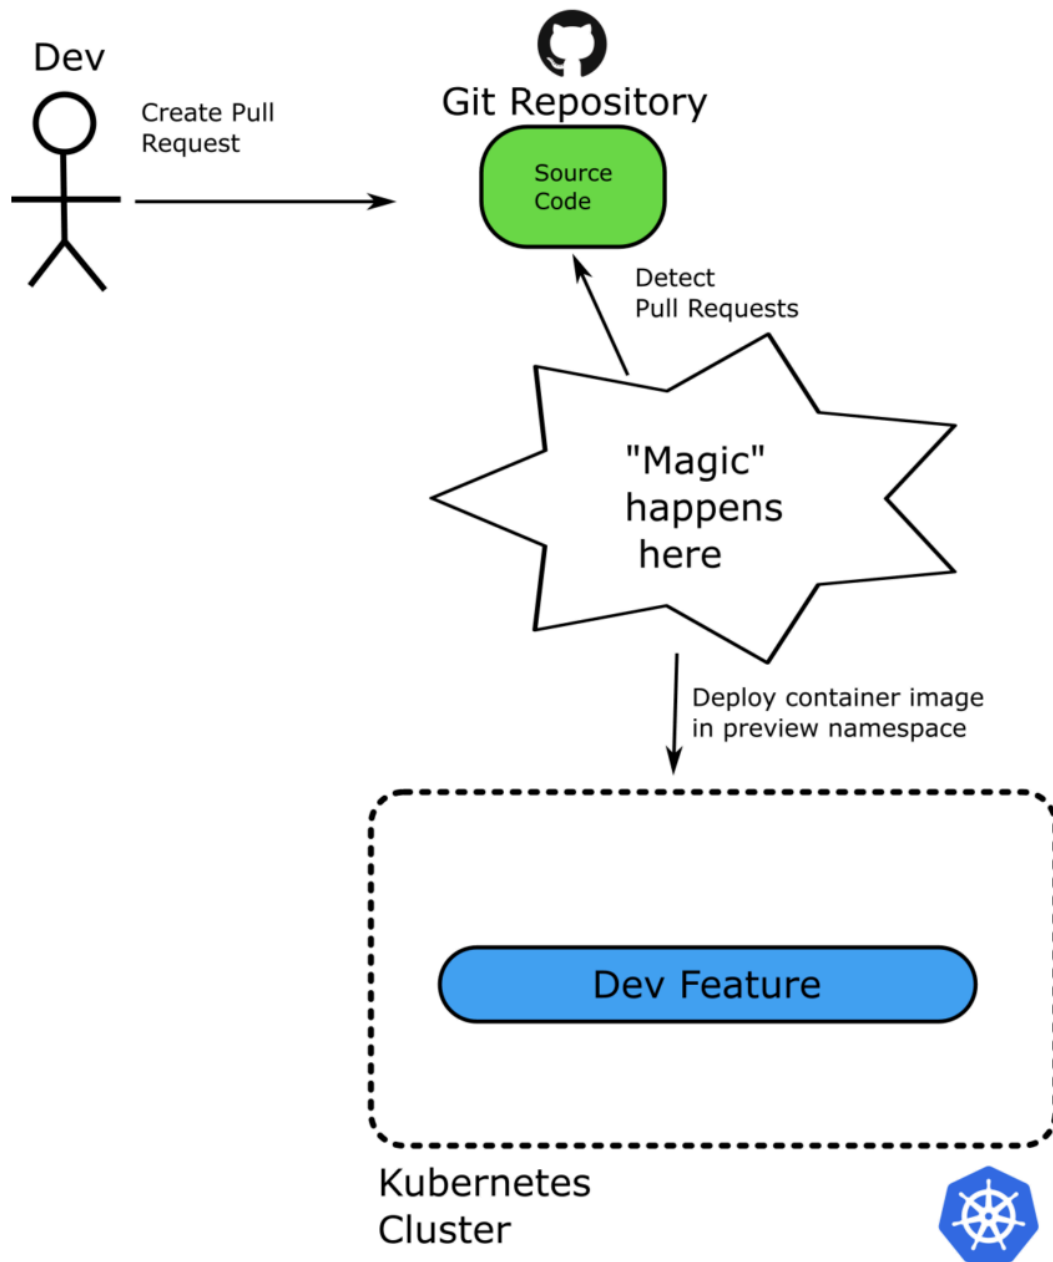 Dev
Create Pull
Request
Git Repository
Source
Code
Detect
Pull Requests
"Magic"
happens
here
Deploy container image
in preview namespace
Dev Feature
Kubernetes
Cluster